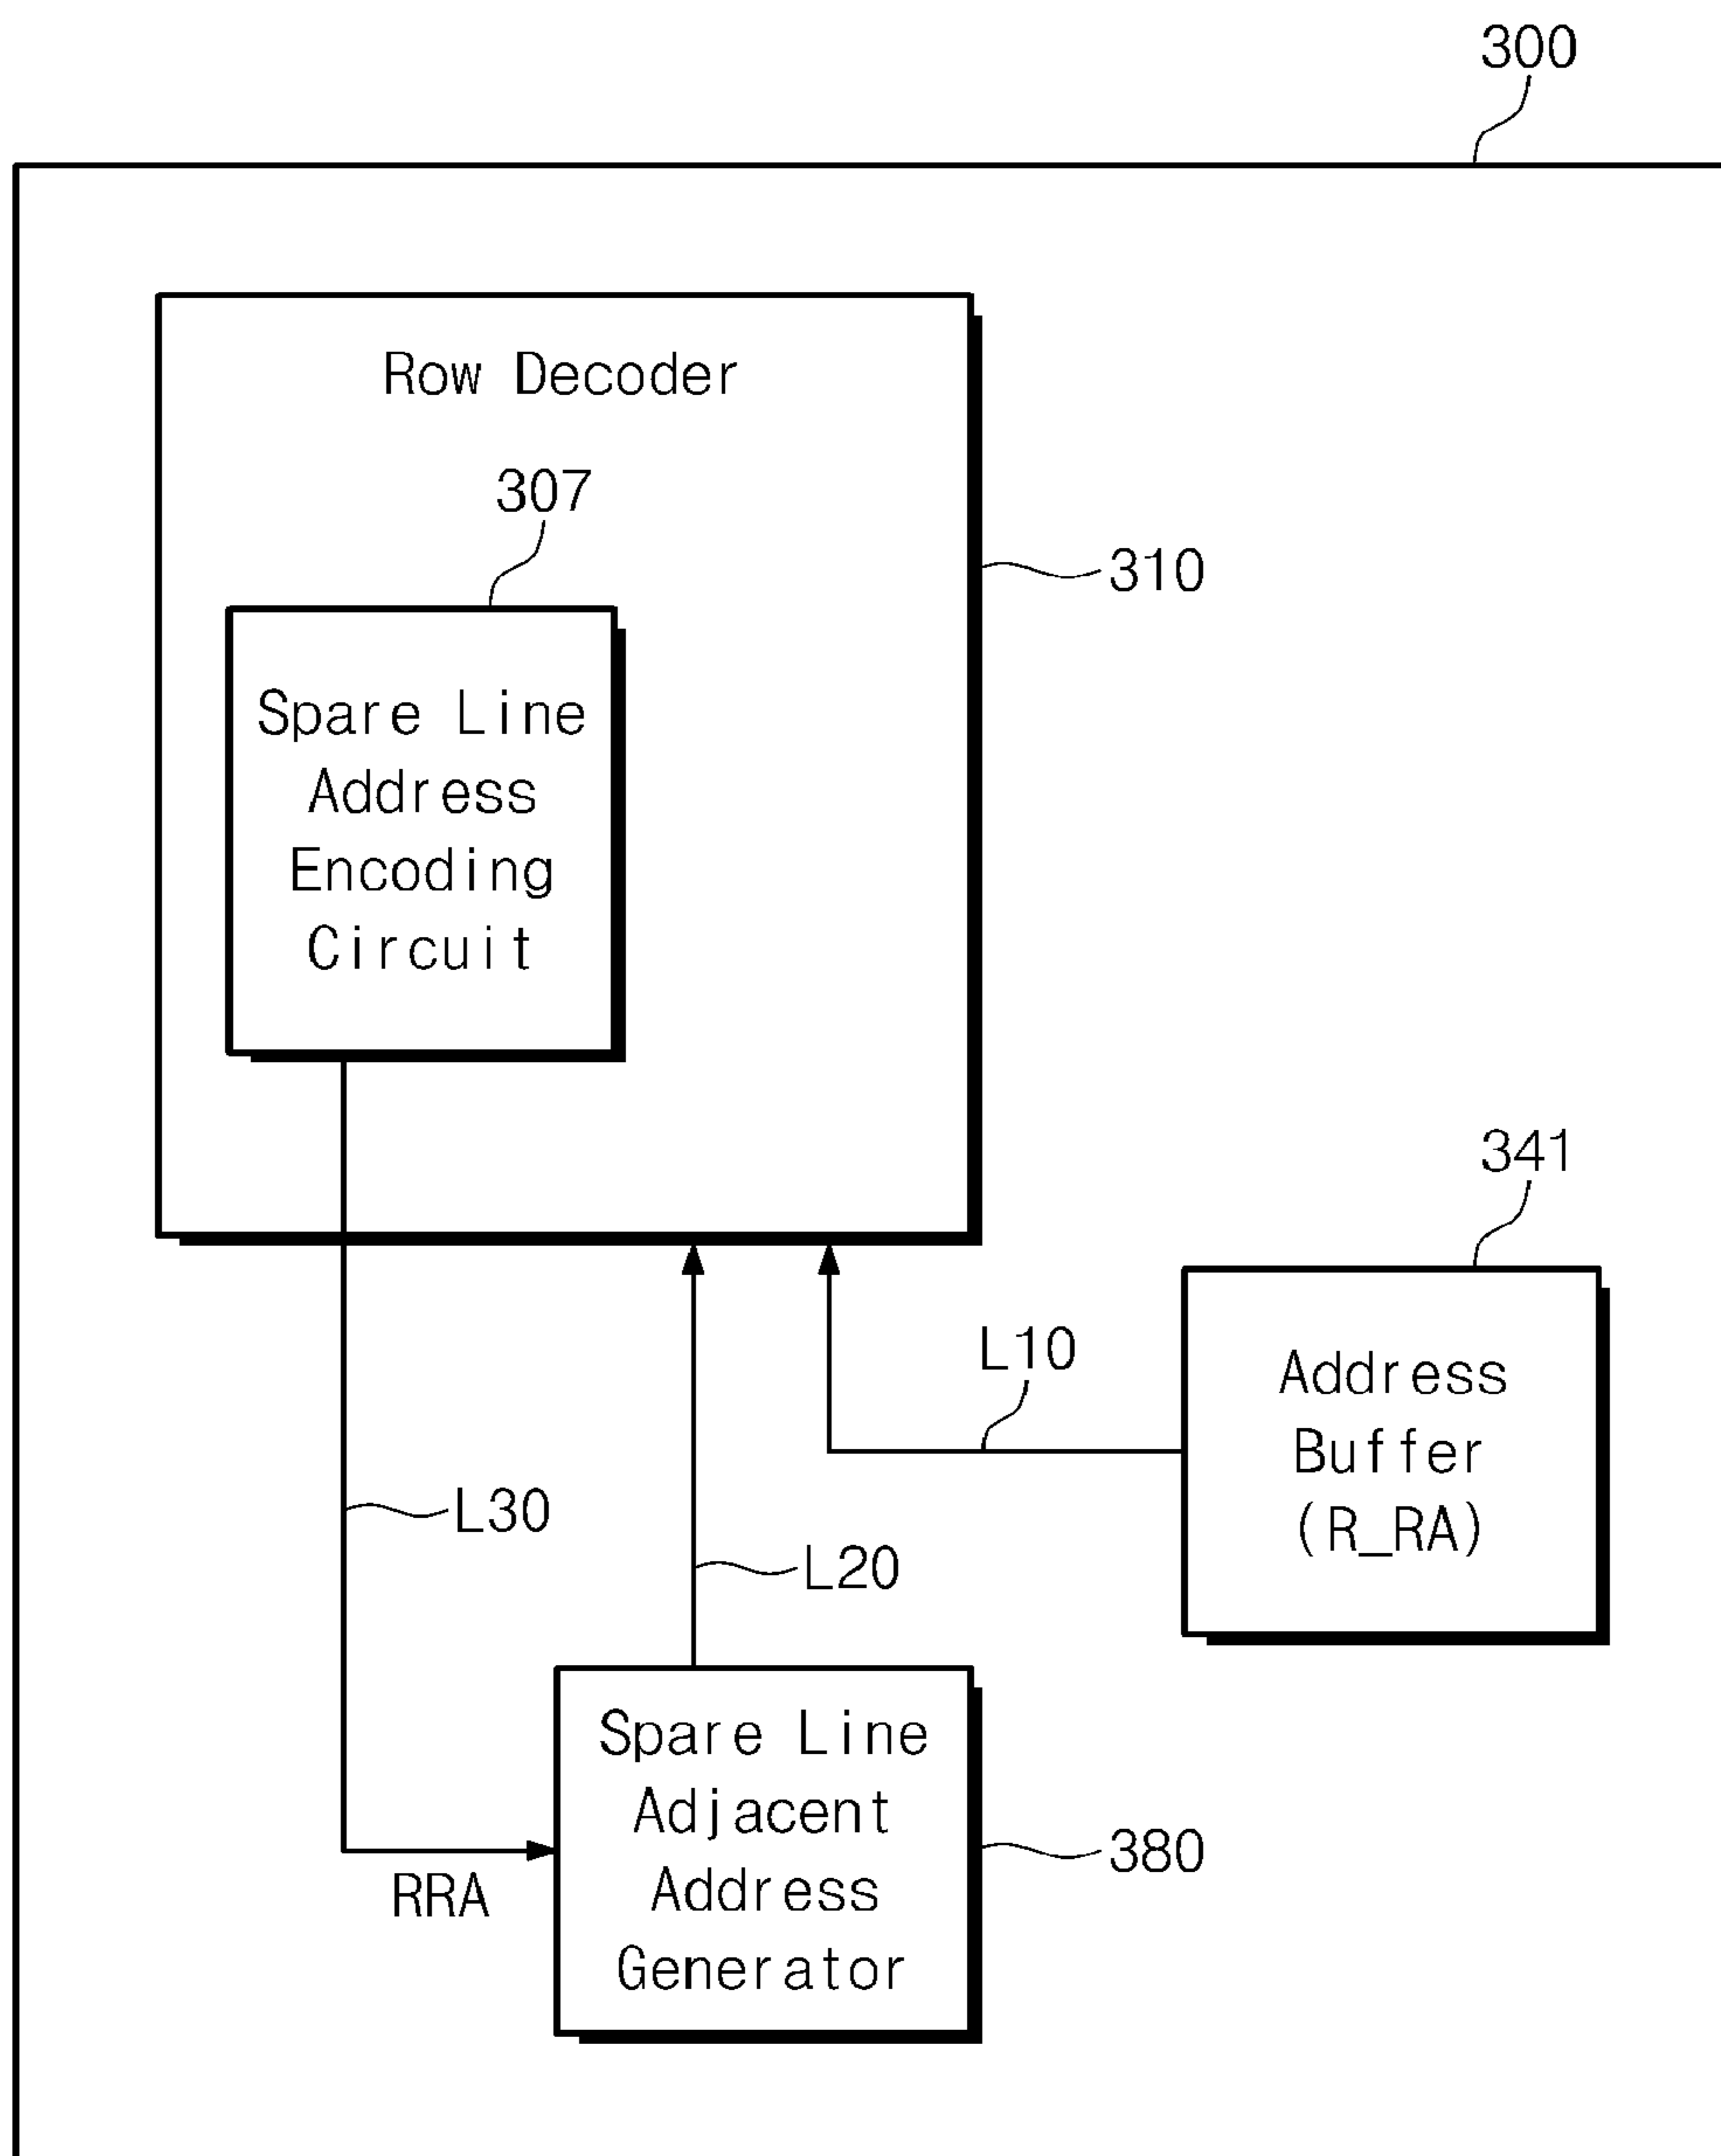 300
Row Decoder
307
310
Spare Line
Address
Encoding
Circuit
341
L10
Address
Buffer
(R_RA)
L30
L20
Spare Line
Adjacent
Address
Generator
380
RRA